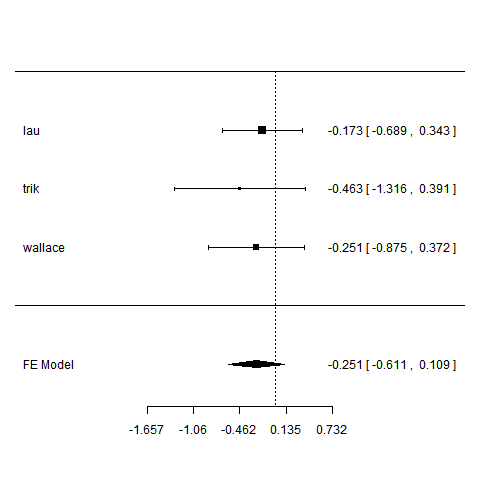 lau -0.173 [ -0.689 , 0.343 ]
trik -0.463 [ -1.316 , 0.391 ]
wallace -0.251 [ -0.875 , 0.372 ]
FE Model -0.251 [ -0.611 , 0.109 ]
-1.657 -1.06 -0.462 0.135 0.732